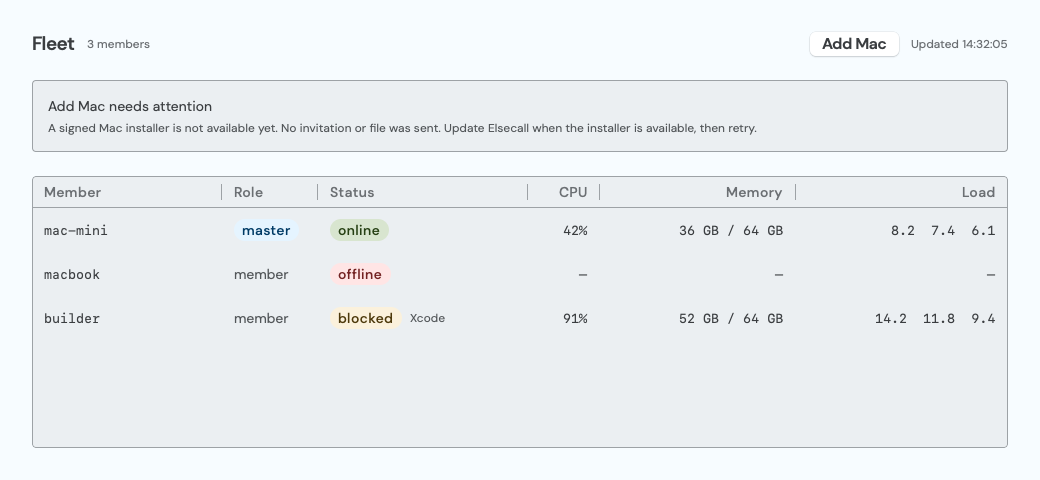 Fleet 3 members Add Mac Updated 14:32:05
Add Mac needs attention
A signed Mac installer is not available yet. No invitation or file was sent. Update Elsecall when the installer is available, then retry.
Member Role Status CPU Memory Load
mac-mini master online 42% 36 GB / 64 GB 8.2 7.4 6.1
macbook member offline — — —
builder member blocked Xcode 91% 52 GB / 64 GB 14.2 11.8 9.4